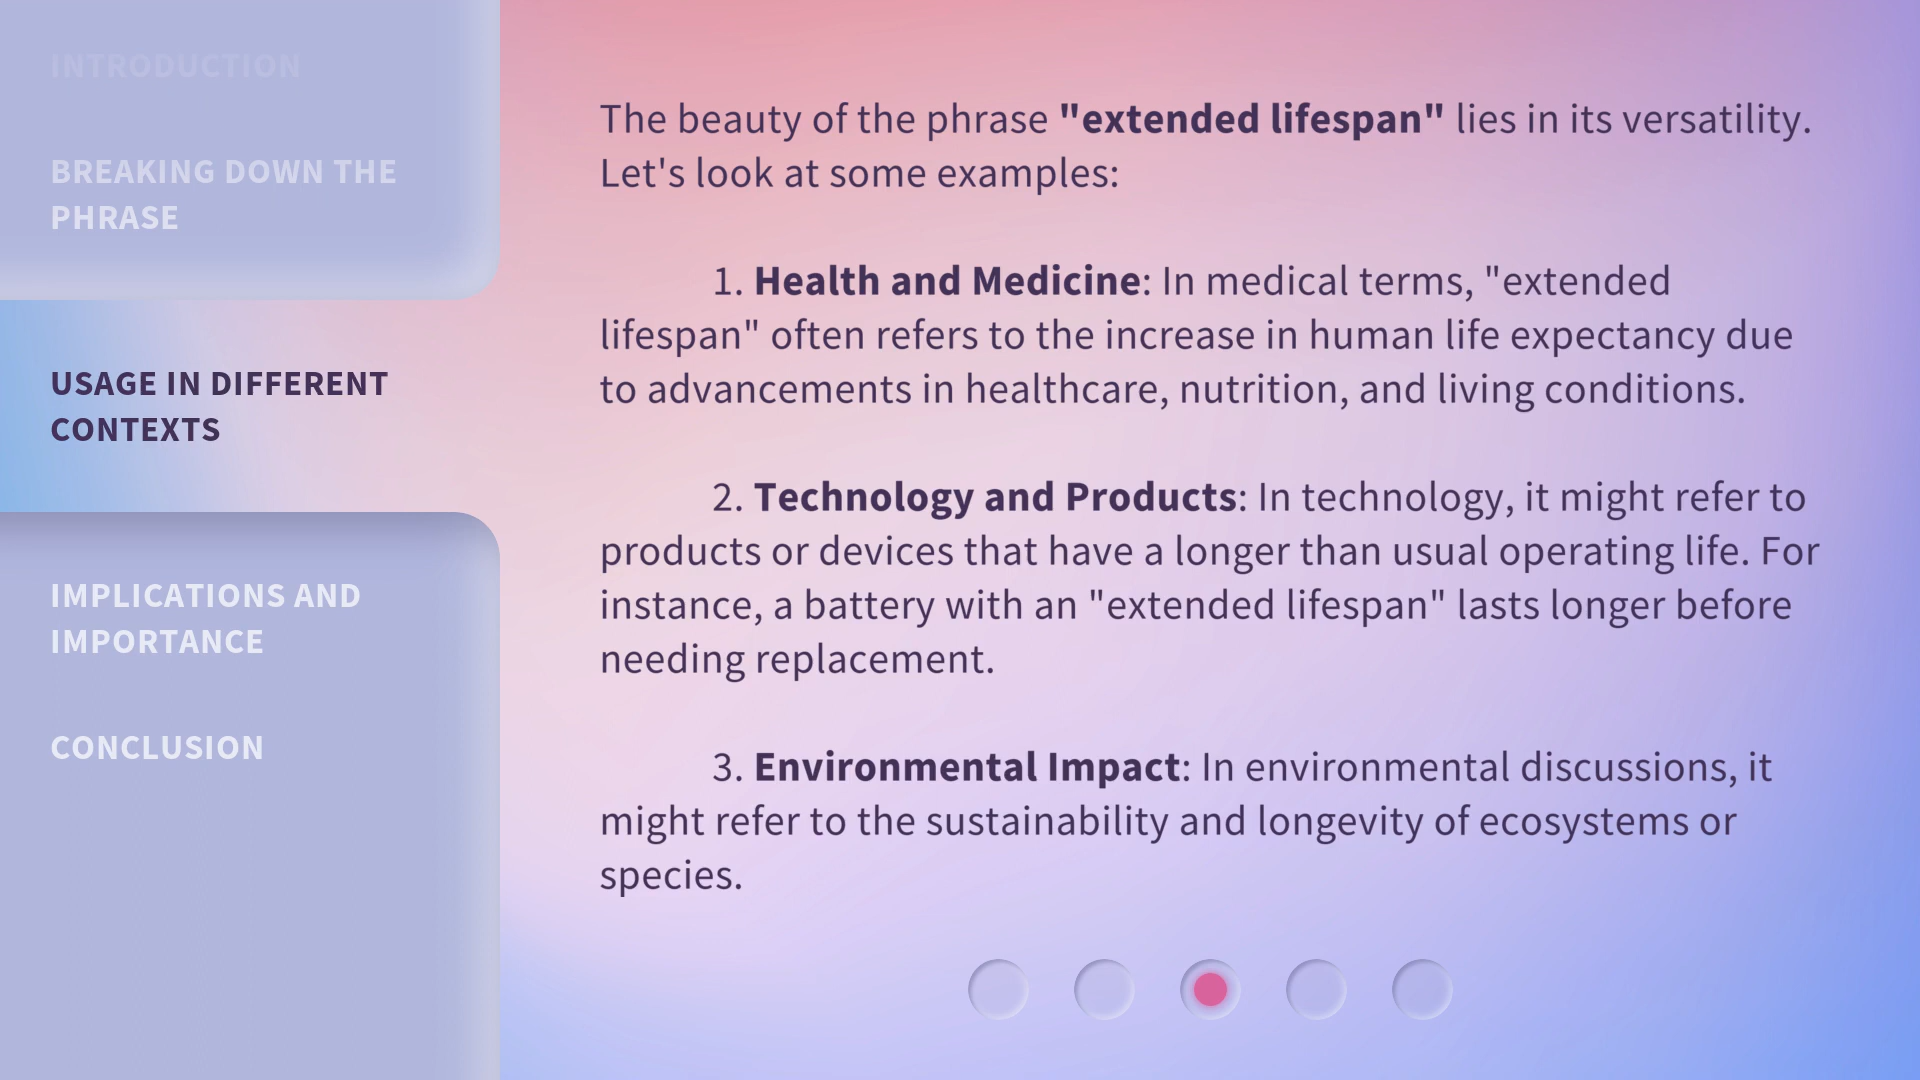 INTRODUCTION
BREAKING DOWN THE
PHRASE
USAGE IN DIFFERENT
CONTEXTS
IMPLICATIONS AND
IMPORTANCE
CONCLUSION
The beauty of the phrase "extended lifespan" lies in its versatility.
Let's look at some examples:
1. Health and Medicine: In medical terms, "extended
lifespan" often refers to the increase in human life expectancy due
to advancements in healthcare, nutrition, and living conditions.
2. Technology and Products: In technology, it might refer to
products or devices that have a longer than usual operating life. For
instance, a battery with an "extended lifespan" lasts longer before
needing replacement.
3. Environmental Impact: In environmental discussions, it
might refer to the sustainability and longevity of ecosystems or
species.